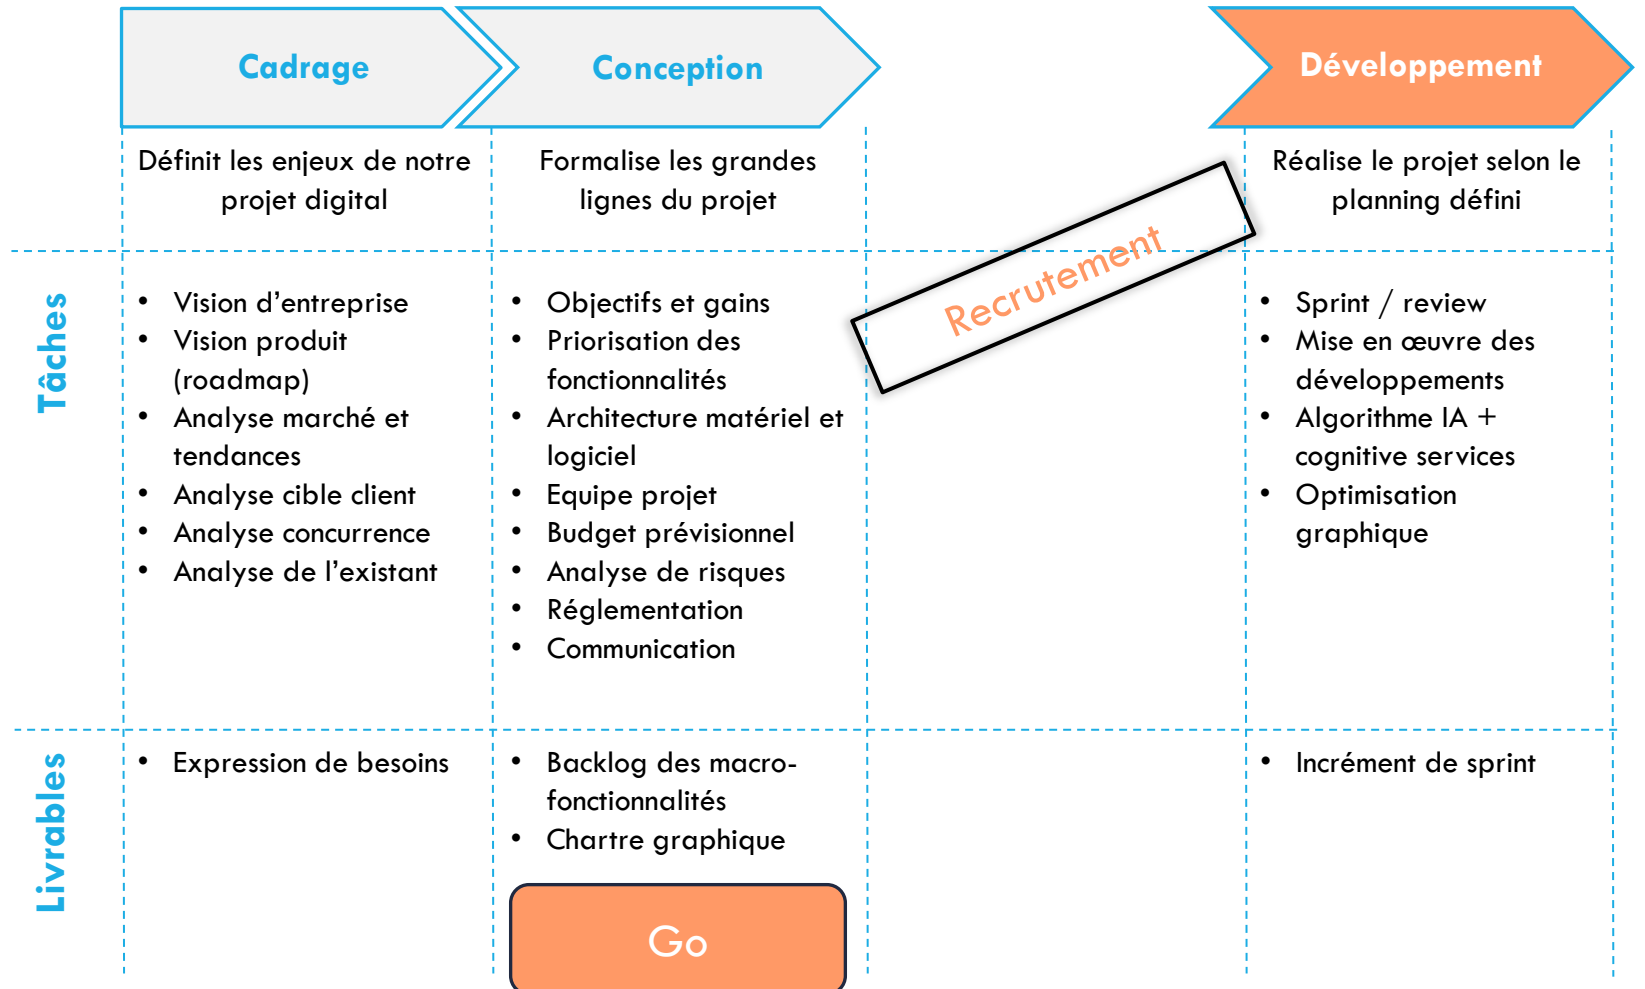 Cadrage
Conception
Développement
Définit les enjeux de notre
projet digital
Formalise les grandes
lignes du projet
Réalise le projet selon le
planning défini
Recrutement
Tâches
• Vision d’entreprise
• Vision produit
(roadmap)
• Analyse marché et
tendances
• Analyse cible client
• Analyse concurrence
• Analyse de l’existant
• Objectifs et gains
• Priorisation des
fonctionnalités
• Architecture matériel et
logiciel
• Equipe projet
• Budget prévisionnel
• Analyse de risques
• Réglementation
• Communication
• Sprint / review
• Mise en œuvre des
développements
• Algorithme IA +
cognitive services
• Optimisation
graphique
Livrables
• Expression de besoins
• Backlog des macro-
fonctionnalités
• Chartre graphique
• Incrément de sprint
Go